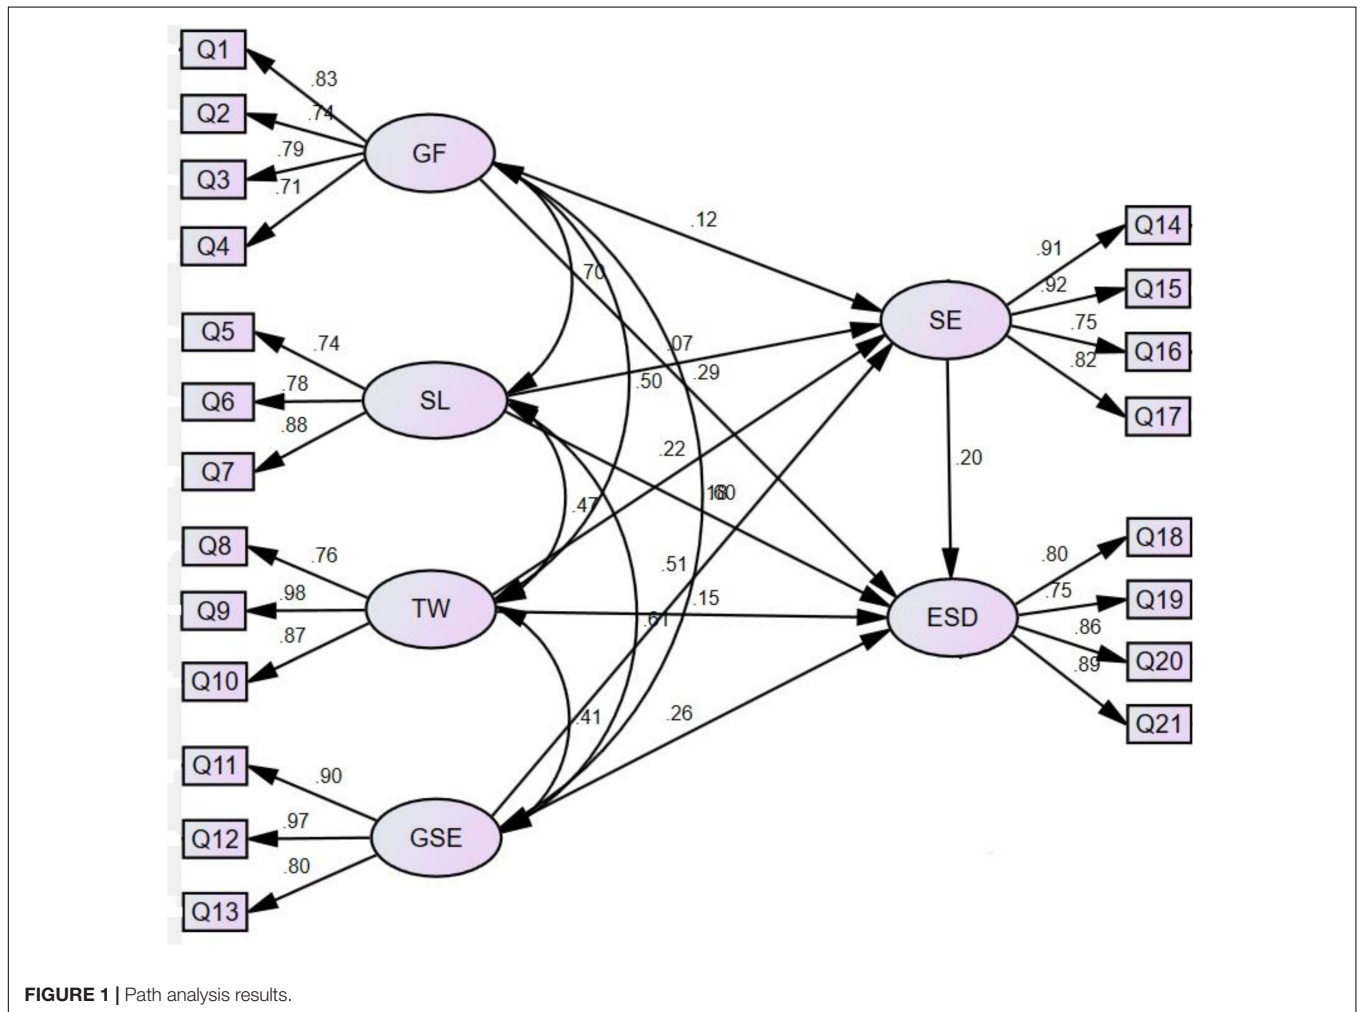 Q1
.83
Q2
.74
Q3
.79
.71
Q4
GF
.12
.70
Q5
.74
Q6
.78
.88
Q7
SL
.07
.29
.50
.22
.47
Q8
.76
Q9
.98
.87
Q10
TW
.51
.15
.61
.41
.26
Q11
.90
Q12
.97
.80
Q13
GSE
SE
.91
Q14
.92
Q15
.75
Q16
.82
Q17
.20
ESD
.80
Q18
.75
Q19
.86
Q20
.89
Q21
FIGURE 1 | Path analysis results.